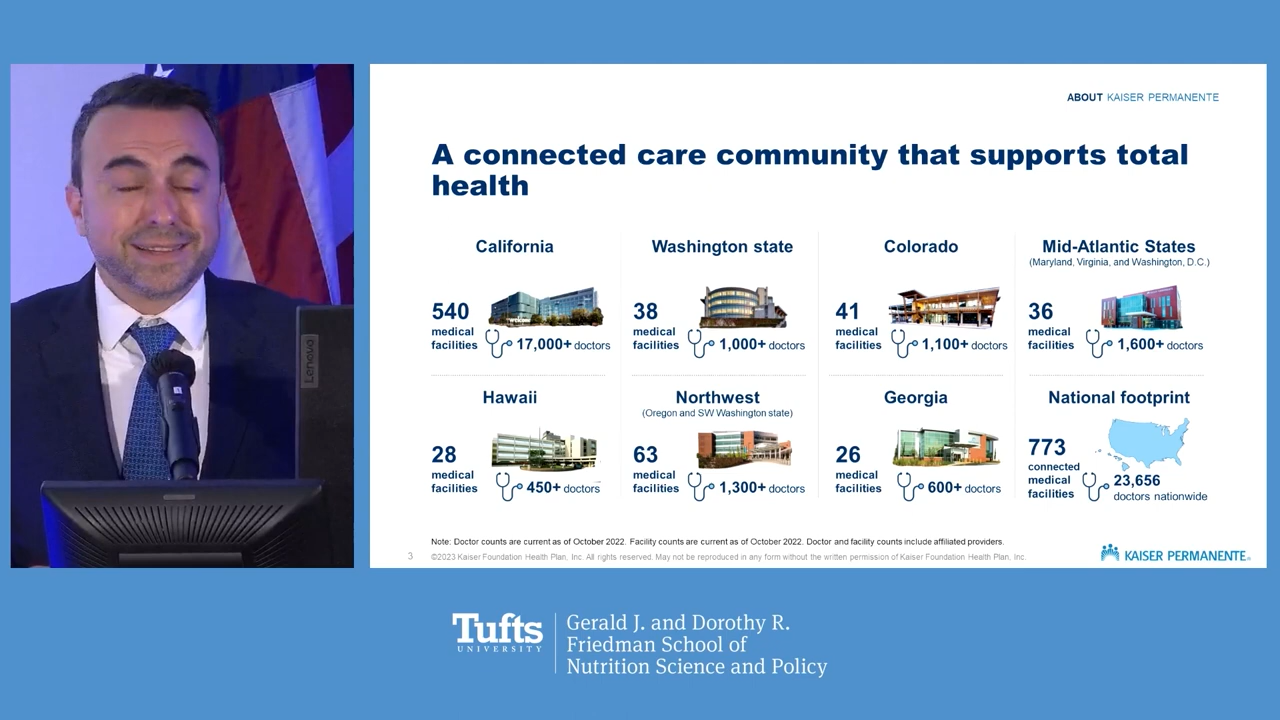 ABOUT KAISER PERMANENTE
A connected care community that supports total
health
California
540
medical
facilities
17,000+ doctors
Washington state
38
medical
facilities
1,000+ doctors
Colorado
41
medical
facilities
1,100+ doctors
Mid-Atlantic States
(Maryland, Virginia, and Washington, D.C.)
36
medical
facilities
1,600+ doctors
Hawaii
28
medical
facilities
450+ doctors
Northwest
(Oregon and SW Washington state)
63
medical
facilities
1,300+ doctors
Georgia
26
medical
facilities
600+ doctors
National footprint
773
connected
medical
facilities
23,656
doctors nationwide
Note: Doctor counts are current as of October 2022. Facility counts are current as of October 2022. Doctor and facility counts include affiliated providers.
3
©2023 Kaiser Foundation Health Plan, Inc. All rights reserved. May not be reproduced in any form without the written permission of Kaiser Foundation Health Plan, Inc.
KAISER PERMANENTE®
Lenovo
Tufts
UNIVERSITY
Gerald J. and Dorothy R.
Friedman School of
Nutrition Science and Policy